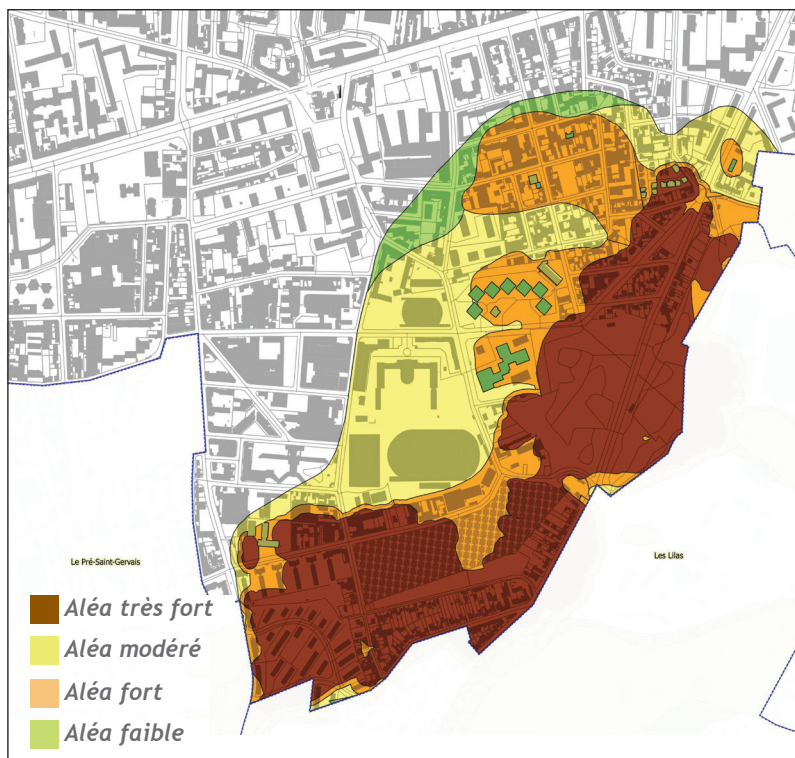 Le Pré-Saint-Gervais
Les Lilas
Aléa très fort
Aléa modéré
Aléa fort
Aléa faible